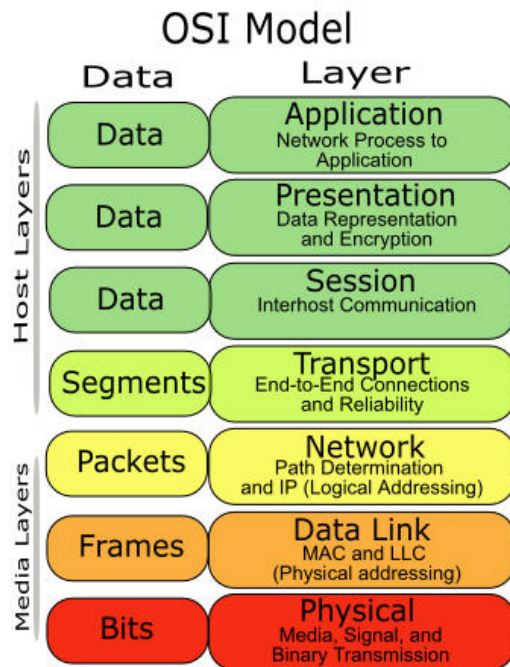 OSI Model
Data Layer
Host Layers
Data
Application
Network Process to
Application
Data
Presentation
Data Representation
and Encryption
Data
Session
Interhost Communication
Segments
Transport
End-to-End Connections
and Reliability
Media Layers
Packets
Network
Path Determination
and IP (Logical Addressing)
Frames
Data Link
MAC and LLC
(Physical addressing)
Bits
Physical
Media, Signal, and
Binary Transmission